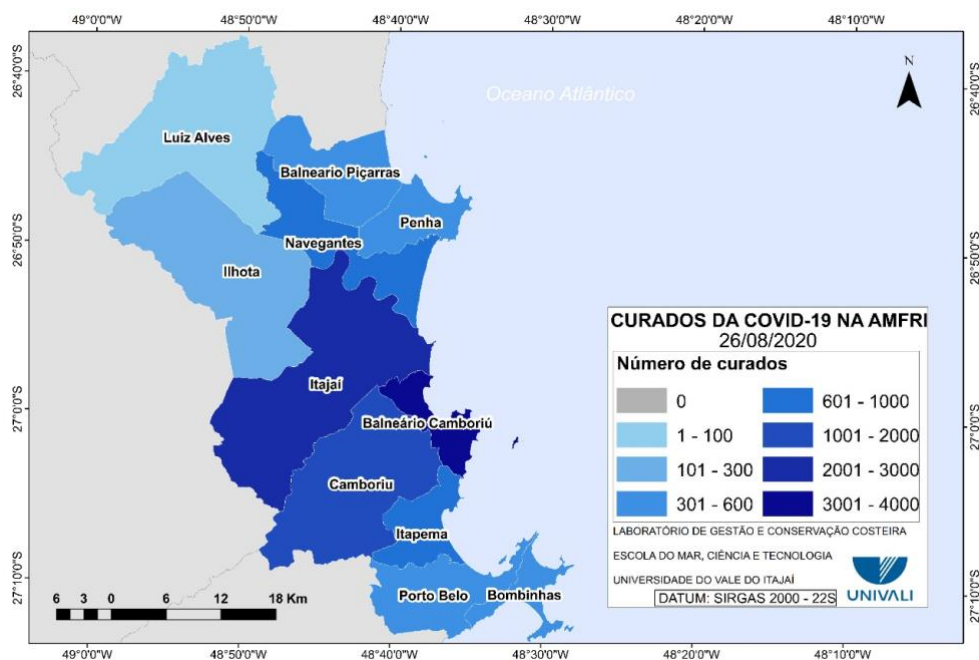 49°0'0"W 48°50'0"W 48°40'0"W 48°30'0"W 48°20'0"W 48°10'0"W
26°40'0"S
26°40'0"S
Oceano Atlântico
N
Luiz Alves
Balneario Piçarras
Penha
Navegantes
26°50'0"S
26°50'0"S
Ilhota
CURADOS DA COVID-19 NA AMFRI
26/08/2020
Número de curados
0
1 - 100
101 - 300
301 - 600
601 - 1000
1001 - 2000
2001 - 3000
3001 - 4000
Itajaí
27°0'0"S
27°0'0"S
Balneário Camboriú
Camboriu
Itapema
LABORATÓRIO DE GESTÃO E CONSERVAÇÃO COSTEIRA
ESCOLA DO MAR, CIÊNCIA E TECNOLOGIA
UNIVERSIDADE DO VALE DO ITAJAÍ
UNIVALI
DATUM: SIRGAS 2000 - 22S
27°10'0"S
27°10'0"S
Porto Belo
Bombinhas
6 3 0 6 12 18 Km
49°0'0"W 48°50'0"W 48°40'0"W 48°30'0"W 48°20'0"W 48°10'0"W